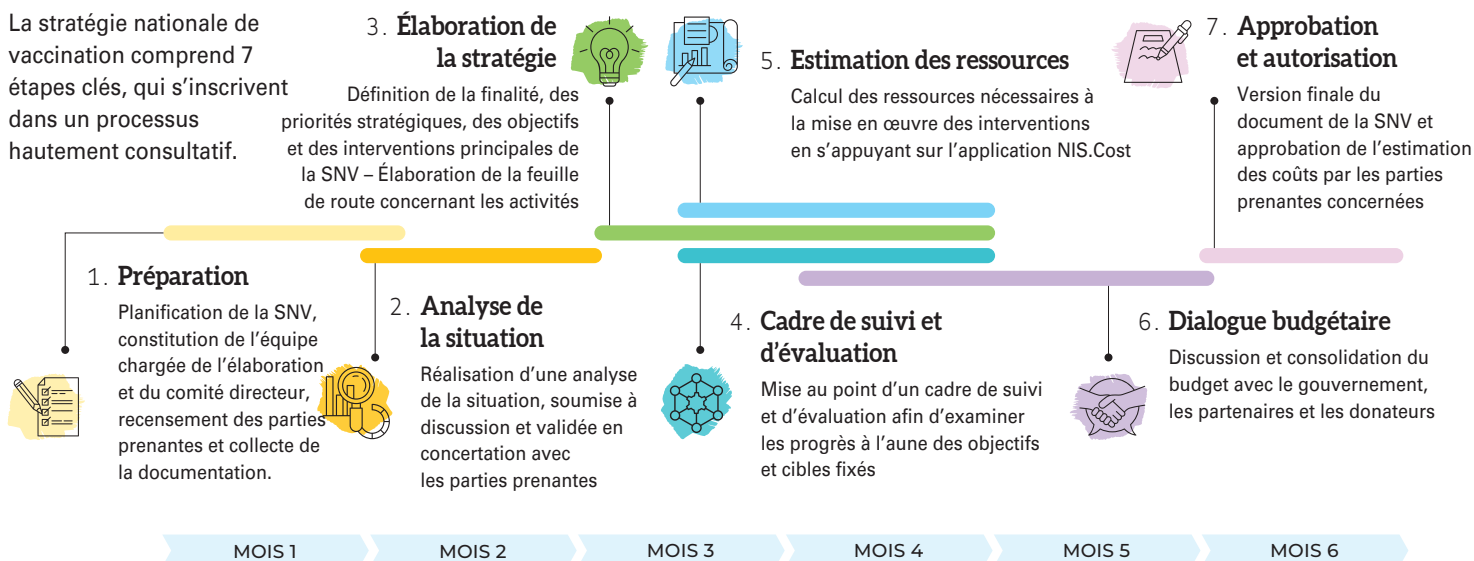 La stratégie nationale de
vaccination comprend 7
étapes clés, qui s’inscrivent
dans un processus
hautement consultatif.
1. Préparation
Planification de la SNV,
constitution de l’équipe
chargée de l’élaboration
et du comité directeur,
recensement des parties
prenantes et collecte de
la documentation.
2. Analyse de
la situation
Réalisation d’une analyse
de la situation, soumise à
discussion et validée en
concertation avec
les parties prenantes
3. Élaboration de
la stratégie
Définition de la finalité, des
priorités stratégiques, des objectifs
et des interventions principales de
la SNV – Élaboration de la feuille
de route concernant les activités
4. Cadre de suivi et
d’évaluation
Mise au point d’un cadre de suivi
et d’évaluation afin d’examiner
les progrès à l’aune des objectifs
et cibles fixés
5. Estimation des ressources
Calcul des ressources nécessaires à
la mise en œuvre des interventions
en s’appuyant sur l’application NIS.Cost
6. Dialogue budgétaire
Discussion et consolidation du
budget avec le gouvernement,
les partenaires et les donateurs
7. Approbation
et autorisation
Version finale du
document de la SNV et
approbation de l’estimation
des coûts par les parties
prenantes concernées
MOIS 1
MOIS 2
MOIS 3
MOIS 4
MOIS 5
MOIS 6